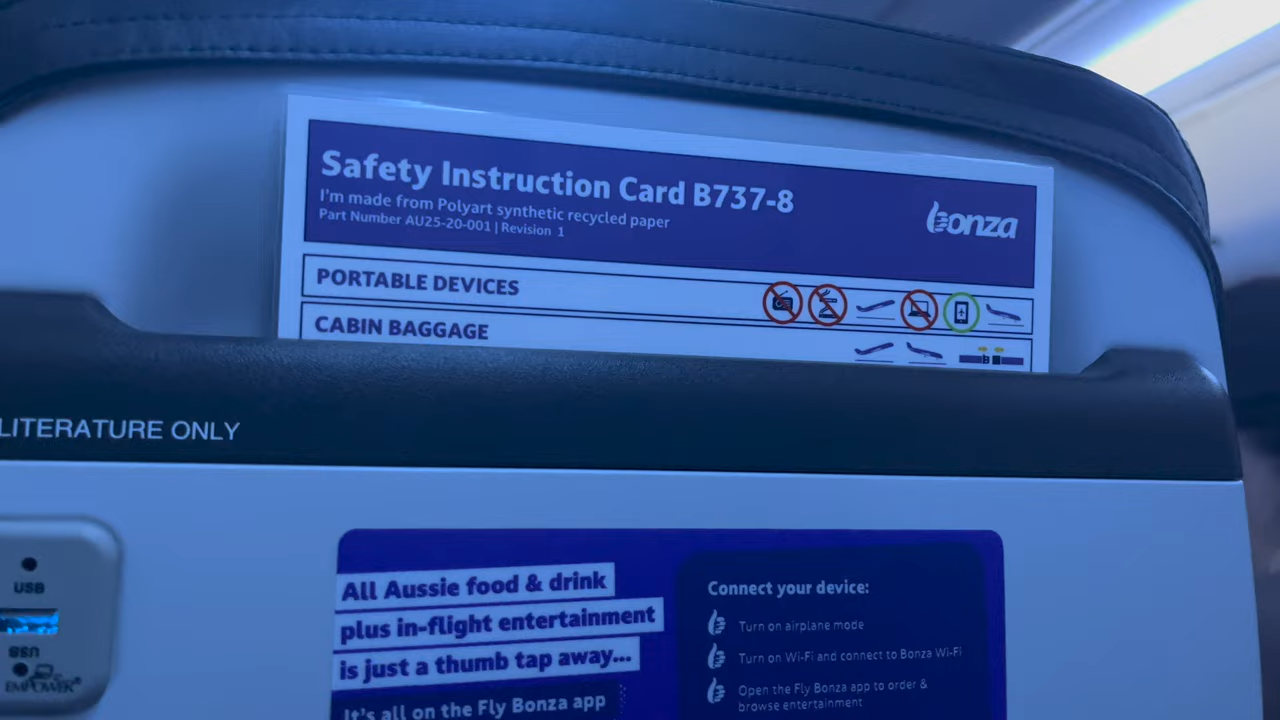 Safety Instruction Card B737-8
I'm made from Polyart synthetic recycled paper
Part Number AU25-20-001 | Revision 1
bonza
PORTABLE DEVICES
CABIN BAGGAGE
LITERATURE ONLY
USB
USB
EMPOWER
All Aussie food & drink
plus in-flight entertainment
is just a thumb tap away...
It's all on the Fly Bonza app
Connect your device:
Turn on airplane mode
Turn on Wi-Fi and connect to Bonza Wi-Fi
Open the Fly Bonza app to order &
browse entertainment